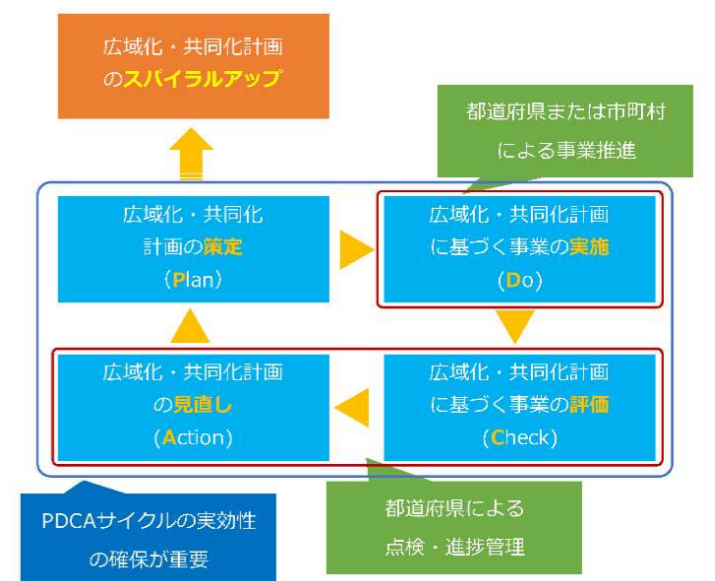 広域化・共同化計画
のスパイラルアップ
都道府県または市町村
による事業推進
広域化・共同化
計画の策定
（Plan）
広域化・共同化計画
に基づく事業の実施
（Do）
広域化・共同化計画
の見直し
（Action）
広域化・共同化計画
に基づく事業の評価
（Check）
PDCAサイクルの実効性
の確保が重要
都道府県による
点検・進捗管理